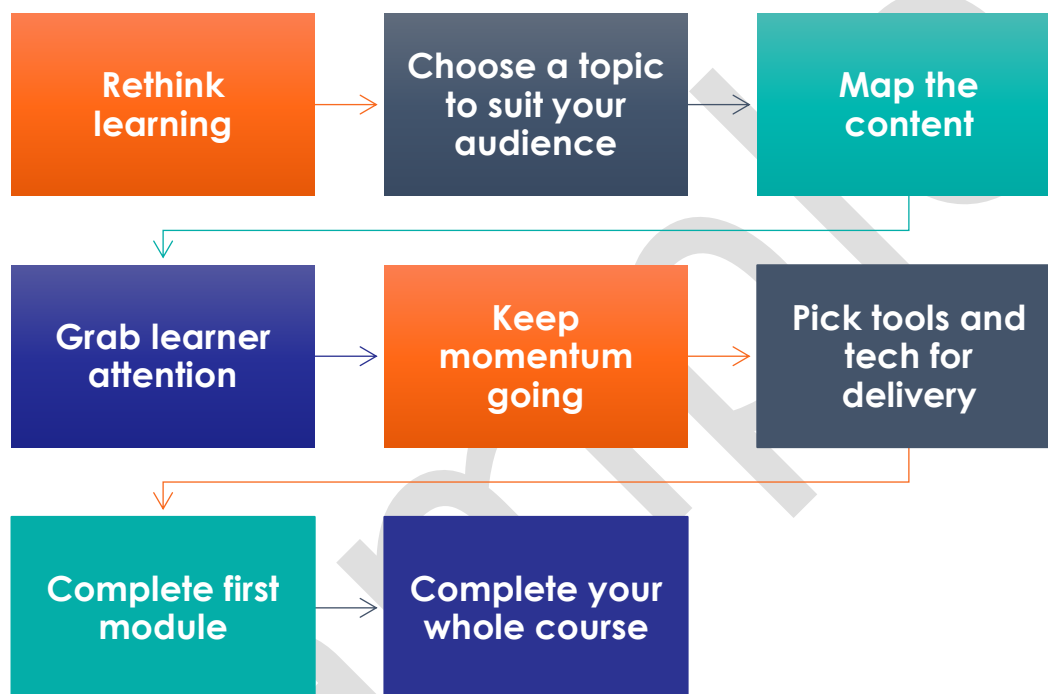 Rethink
learning
Choose a topic
to suit your
audience
Map the
content
Grab learner
attention
Keep
momentum
going
Pick tools and
tech for
delivery
Complete first
module
Complete your
whole course